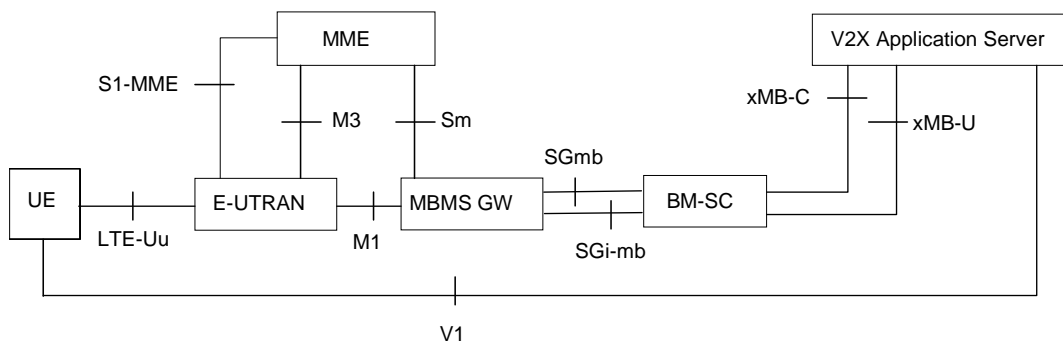 MME
V2X Application Server
S1-MME
xMB-C
M3
Sm
xMB-U
SGmb
UE
E-UTRAN
MBMS GW
BM-SC
LTE-Uu
M1
SGi-mb
V1